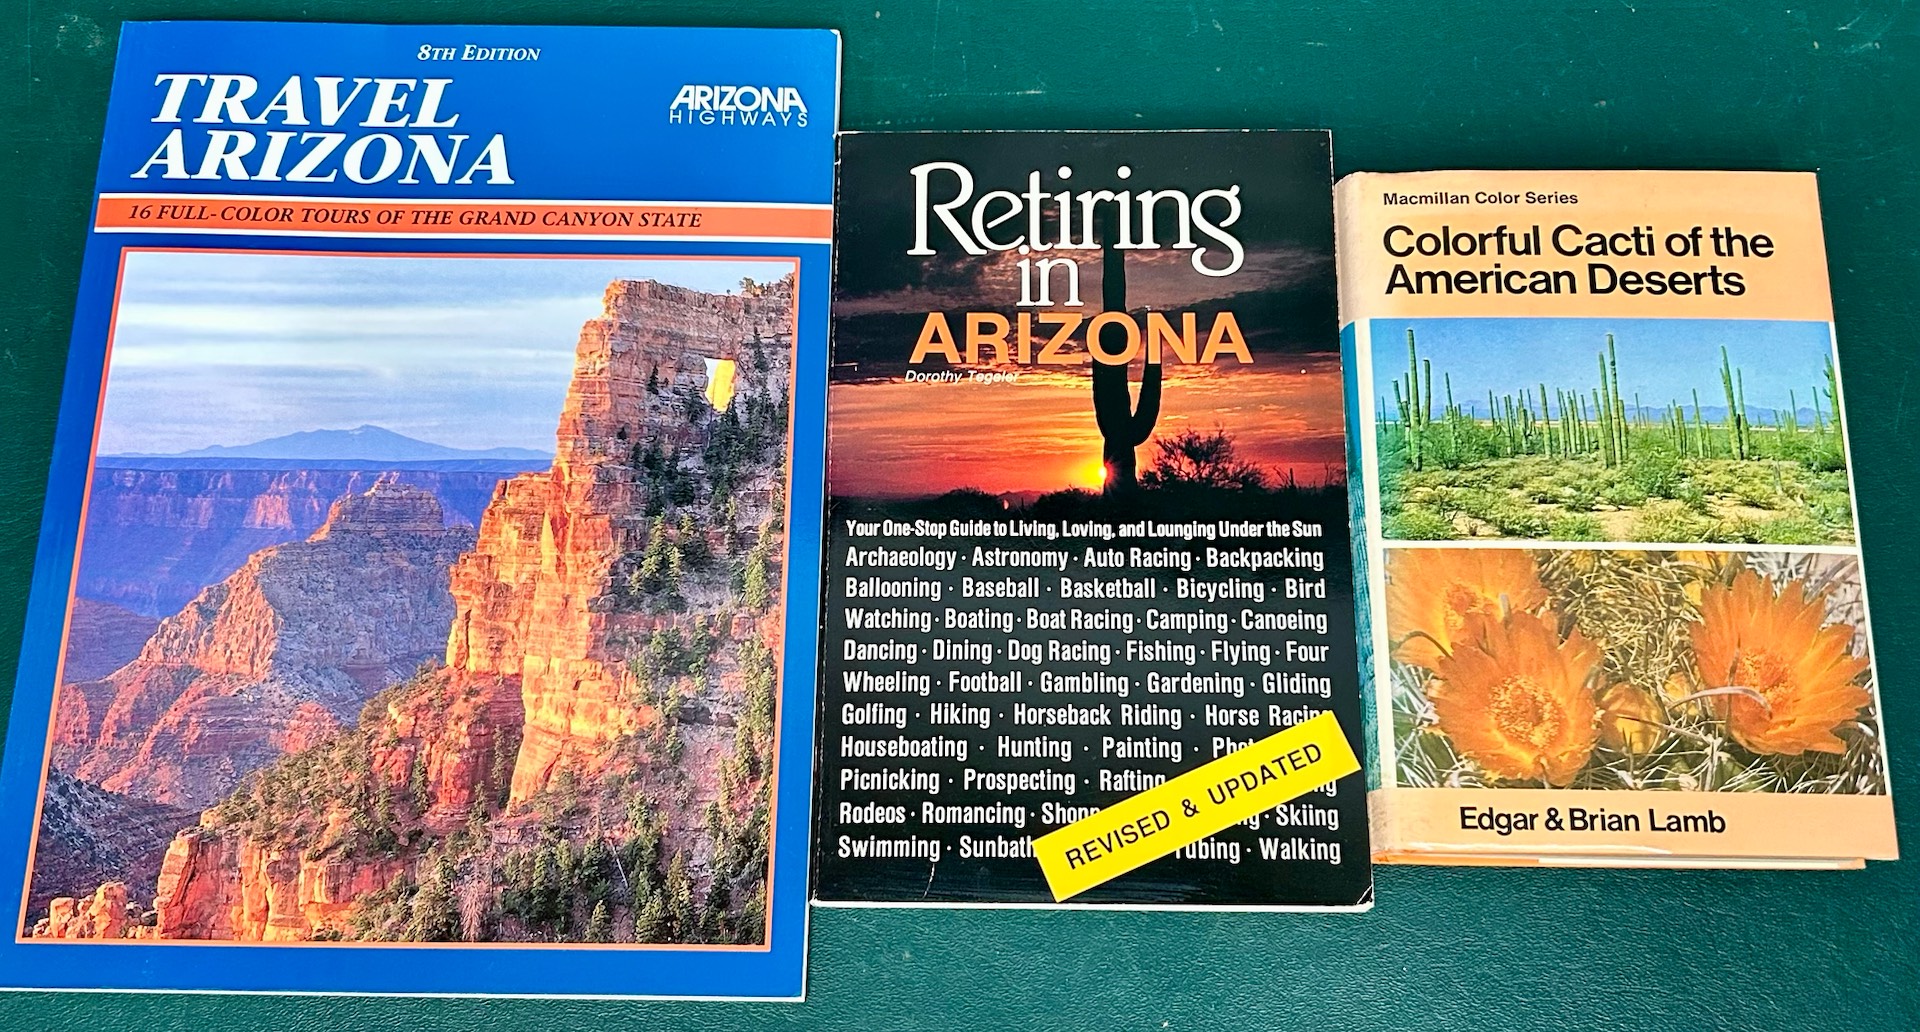 8TH EDITION
TRAVEL
ARIZONA
ARIZONA
HIGHWAYS
16 FULL-COLOR TOURS OF THE GRAND CANYON STATE
Retiring
in
ARIZONA
Dorothy Tegeler
Your One-Stop Guide to Living, Loving, and Lounging Under the Sun
Archaeology · Astronomy · Auto Racing · Backpacking
Ballooning · Baseball · Basketball · Bicycling · Bird
Watching · Boating · Boat Racing · Camping · Canoeing
Dancing · Dining · Dog Racing · Fishing · Flying · Four
Wheeling · Football · Gambling · Gardening · Gliding
Golfing · Hiking · Horseback Riding · Horse Racing
Houseboating · Hunting · Painting ·
Picnicking · Prospecting · Rafting
Rodeos · Romancing · · Skiing
Swimming · Tubing · Walking
REVISED & UPDATED
Macmillan Color Series
Colorful Cacti of the
American Deserts
Edgar & Brian Lamb